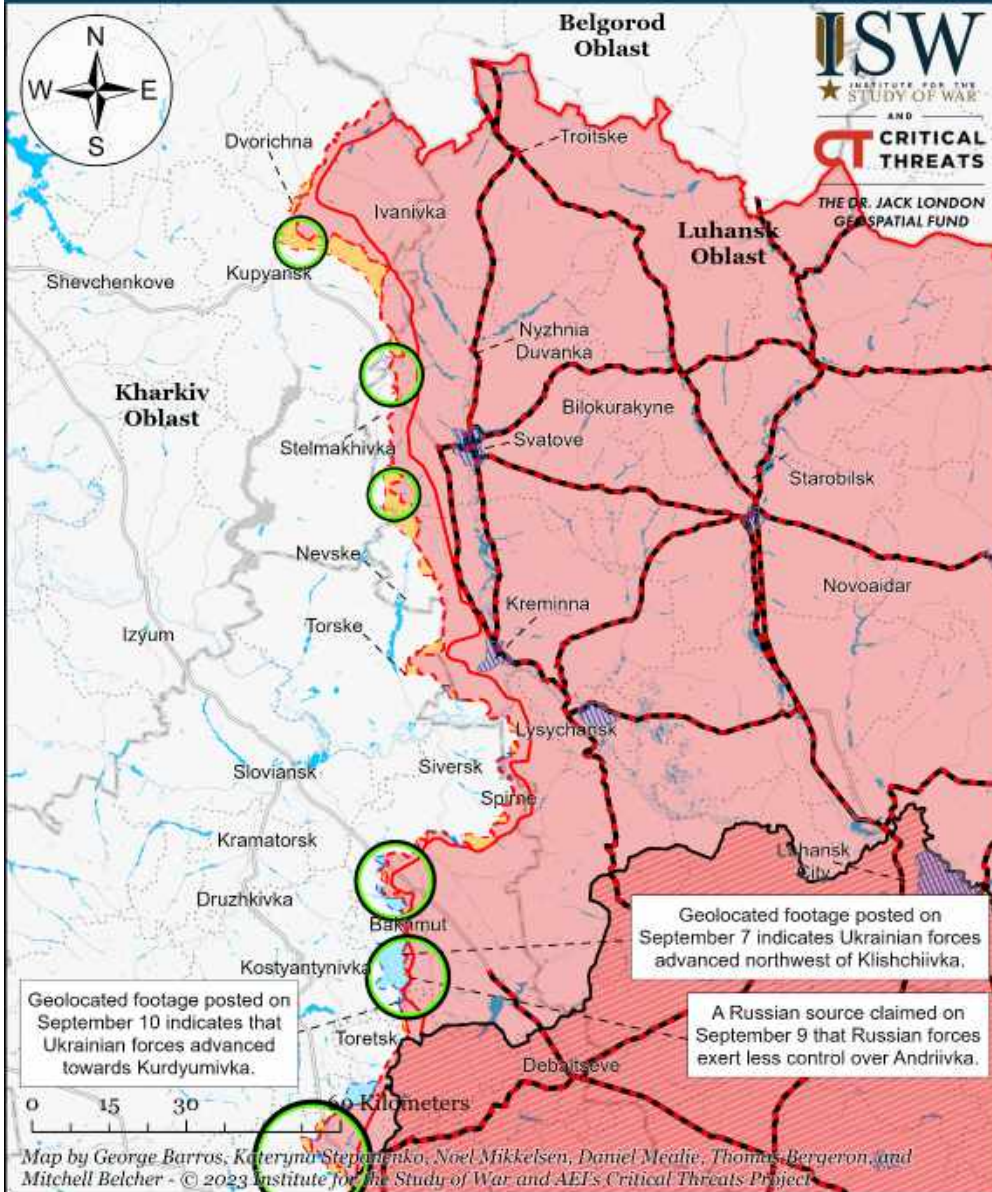 Belgorod
Oblast
ISW
INSTITUTE FOR THE
STUDY OF WAR
AND
CT CRITICAL
THREATS
THE DR. JACK LONDON
GEOSPATIAL FUND
N
W E
S
Dvorichna
Troitske
Ivanivka
Luhansk
Oblast
Shevchenkove
Kupyansk
Nyzhnia
Duvanka
Kharkiv
Oblast
Bilokurakyne
Stelmakhivka
Svatove
Starobilsk
Nevske
Kreminna
Novoaidar
Torske
Izyum
Lysychansk
Sloviansk
Siversk
Spirne
Kramatorsk
Luhansk
City
Druzhkivka
Bakhmut
Geolocated footage posted on
September 7 indicates Ukrainian forces
advanced northwest of Klishchiivka.
Kostyantynivka
Geolocated footage posted on
September 10 indicates that
Ukrainian forces advanced
towards Kurdyumivka.
A Russian source claimed on
September 9 that Russian forces
exert less control over Andriivka.
Toretsk
Debaltseve
0 15 30 60 Kilometers
Map by George Barros, Kateryna Stepanenko, Noel Mikkelsen, Daniel Mealie, Thomas Bergeron, and
Mitchell Belcher - © 2023 Institute for the Study of War and AEI's Critical Threats Project